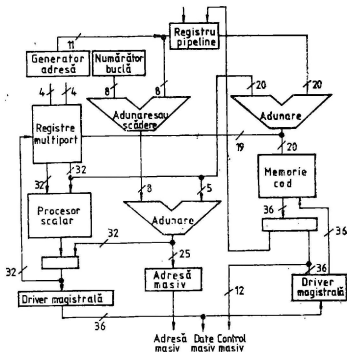 Registru
pipeline
11
Generator
adresă
Numărător
buclă
4
4
8
8
20
20
Adunare sau
scădere
Adunare
Registre
multiport
19
20
32
32
Memorie
cod
8
5
Procesor
scalar
Adunare
36
36
32
32
25
36
Adresă
masiv
12
Driver
magistrală
Driver magistrală
36
Adresă
masiv
Date
masiv
Control
masiv